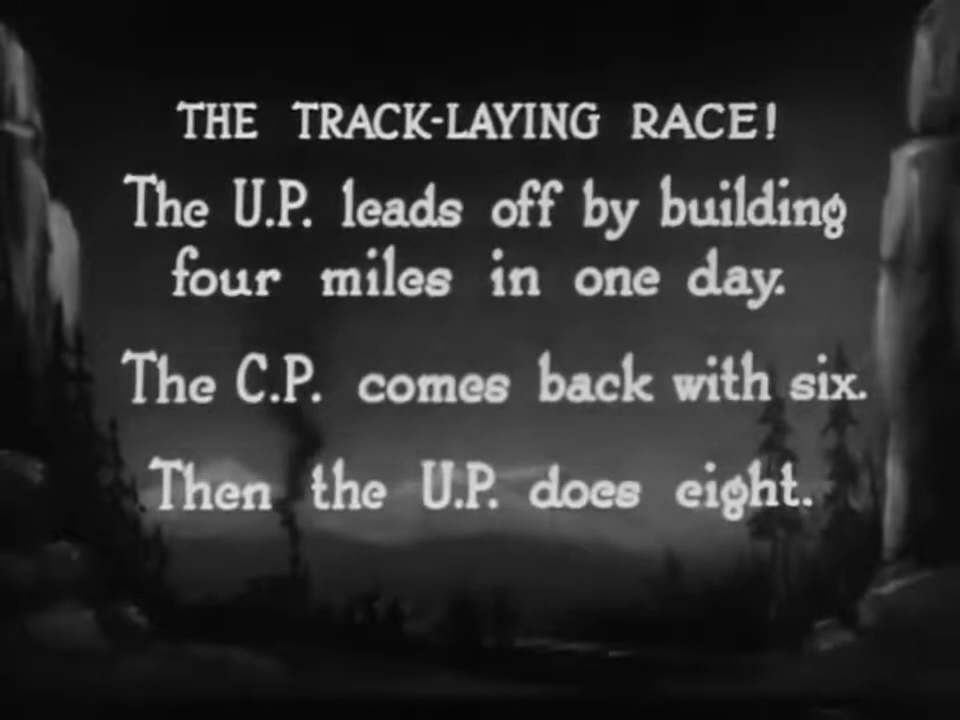 THE TRACK-LAYING RACE!
The U.P. leads off by building
four miles in one day.
The C.P. comes back with six.
Then the U.P. does eight.